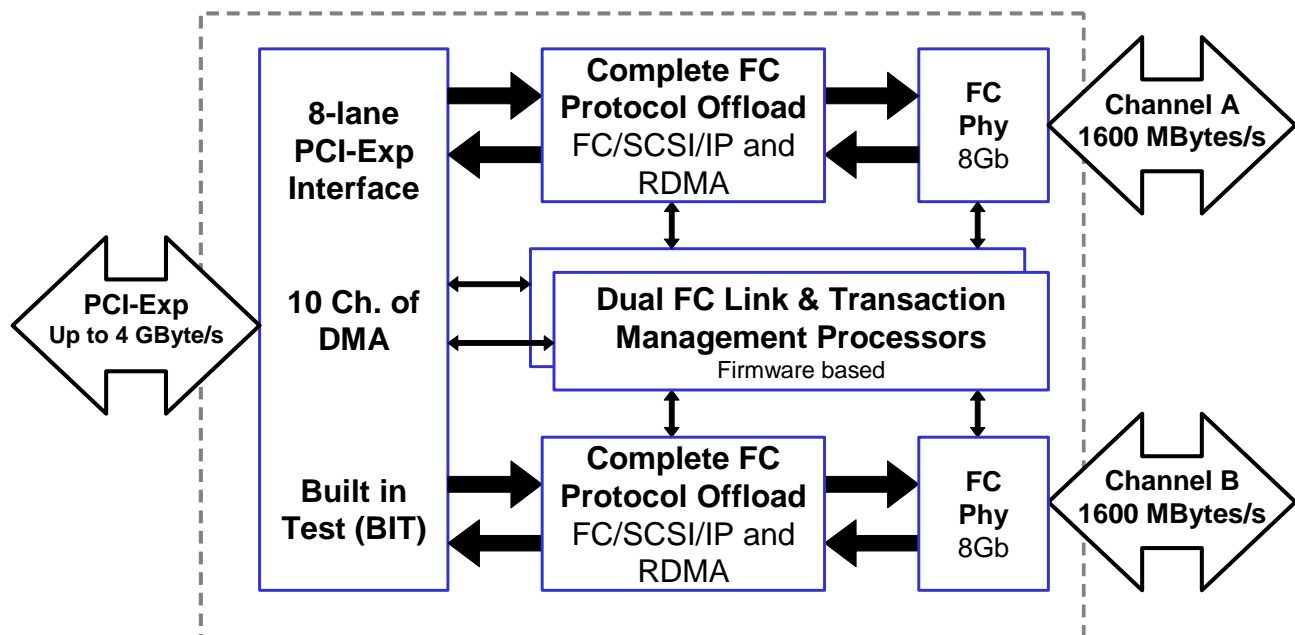 PCI-Exp
Up to 4 GByte/s
8-lane
PCI-Exp
Interface
10 Ch. of
DMA
Built in
Test (BIT)
Complete FC
Protocol Offload
FC/SCSI/IP and
RDMA
FC
Phy
8Gb
Channel A
1600 MBytes/s
Dual FC Link & Transaction
Management Processors
Firmware based
Complete FC
Protocol Offload
FC/SCSI/IP and
RDMA
FC
Phy
8Gb
Channel B
1600 MBytes/s